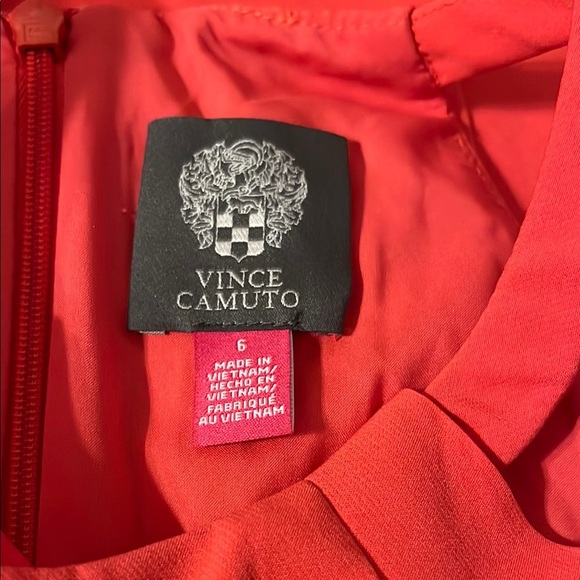 VINCE
CAMUTO
6
MADE IN
VIETNAM/
HECHO EN
VIETNAM/
FABRIQUÉ
AU VIETNAM